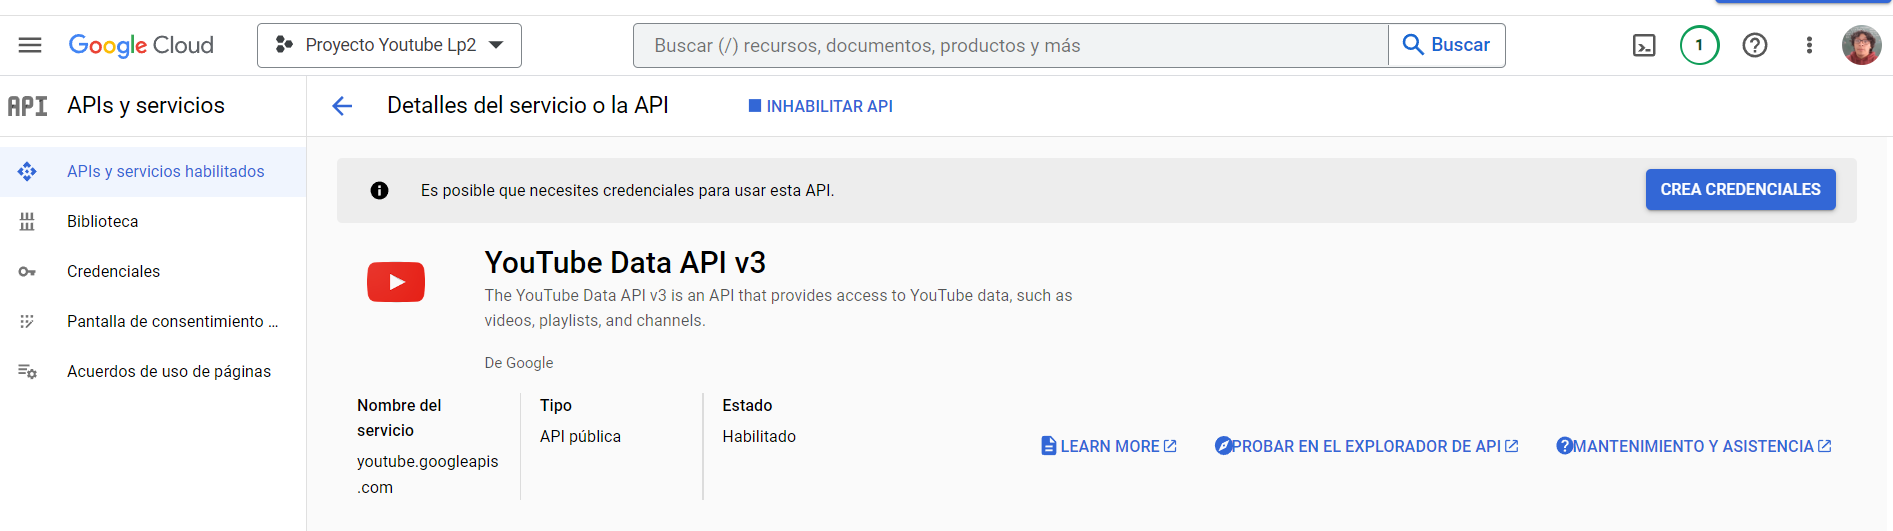 Google Cloud
Proyecto Youtube Lp2
Buscar (/) recursos, documentos, productos y más
Buscar
1
API
APIs y servicios
Detalles del servicio o la API
INHABILITAR API
APIs y servicios habilitados
Biblioteca
Credenciales
Pantalla de consentimiento ...
Acuerdos de uso de páginas
Es posible que necesites credenciales para usar esta API.
CREA CREDENCIALES
YouTube Data API v3
The YouTube Data API v3 is an API that provides access to YouTube data, such as
videos, playlists, and channels.
De Google
Nombre del
servicio
youtube.googleapis
.com
Tipo
API pública
Estado
Habilitado
LEARN MORE
PROBAR EN EL EXPLORADOR DE API
MANTENIMIENTO Y ASISTENCIA